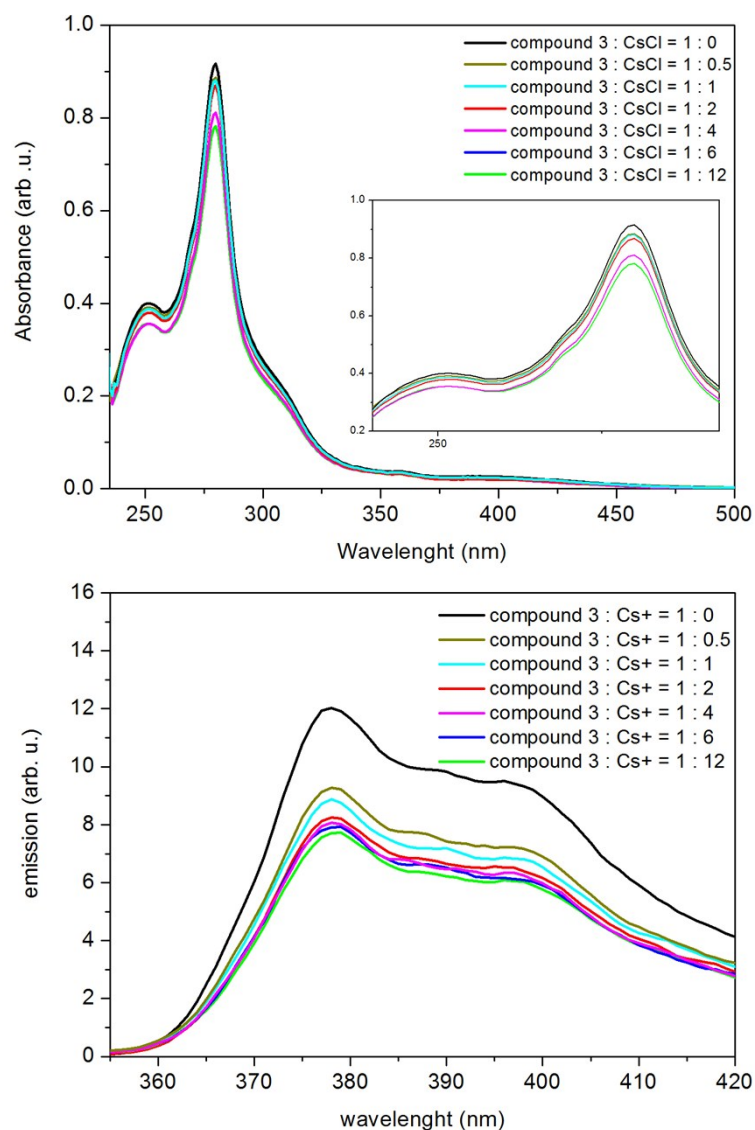 1.0
0.8
0.6
0.4
0.2
0.0
Absorbance (arb .u.)
compound 3 : CsCl = 1 : 0
compound 3 : CsCl = 1 : 0.5
compound 3 : CsCl = 1 : 1
compound 3 : CsCl = 1 : 2
compound 3 : CsCl = 1 : 4
compound 3 : CsCl = 1 : 6
compound 3 : CsCl = 1 : 12
1.0
0.8
0.6
0.4
0.2
250
250 300 350 400 450 500
Wavelenght (nm)
16
14
12
10
8
6
4
2
0
emission (arb. u.)
compound 3 : Cs+ = 1 : 0
compound 3 : Cs+ = 1 : 0.5
compound 3 : Cs+ = 1 : 1
compound 3 : Cs+ = 1 : 2
compound 3 : Cs+ = 1 : 4
compound 3 : Cs+ = 1 : 6
compound 3 : Cs+ = 1 : 12
360 370 380 390 400 410 420
wavelenght (nm)